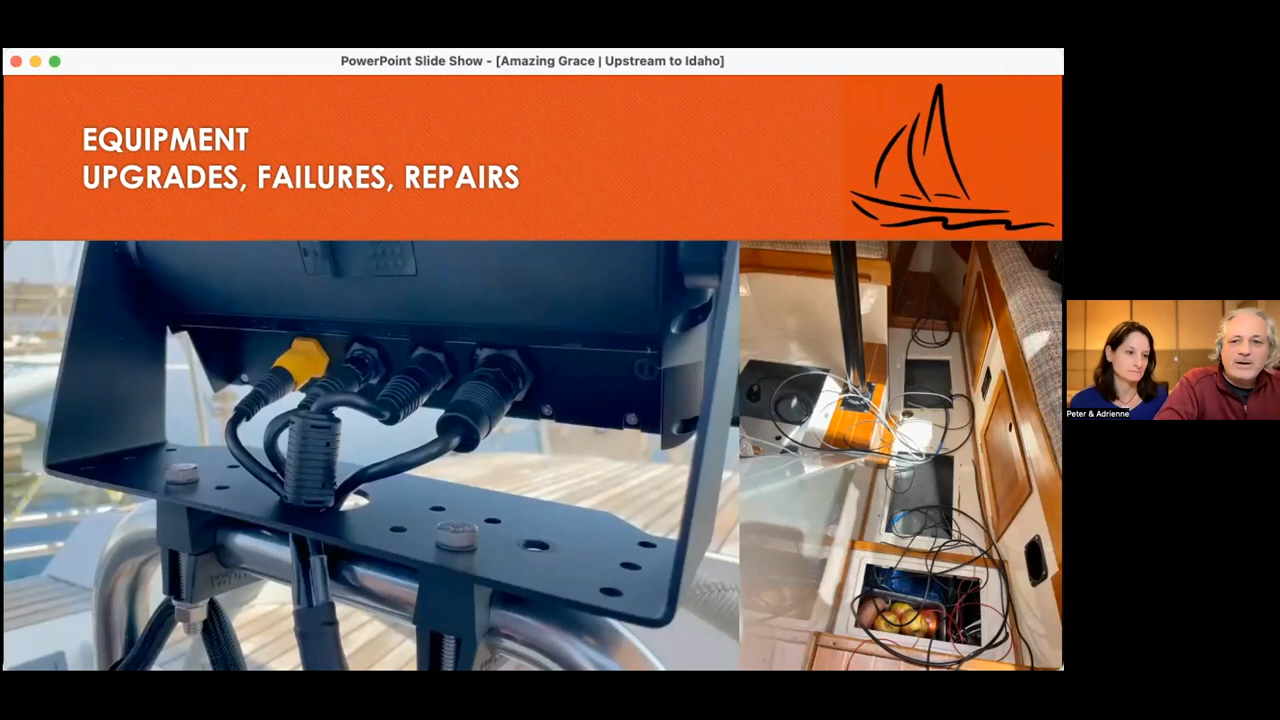 PowerPoint Slide Show - [Amazing Grace | Upstream to Idaho]
EQUIPMENT
UPGRADES, FAILURES, REPAIRS
Peter & Adrienne